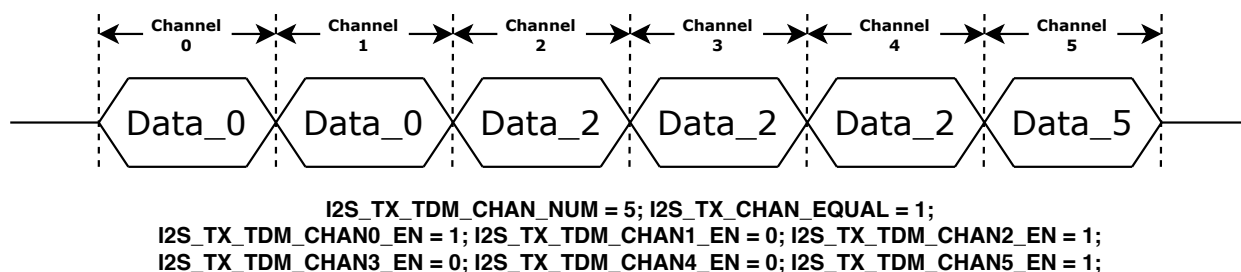 Channel Channel Channel Channel Channel Channel
0 1 2 3 4 5
Data_0 Data_0 Data_2 Data_2 Data_2 Data_5
I2S_TX_TDM_CHAN_NUM = 5; I2S_TX_CHAN_EQUAL = 1;
I2S_TX_TDM_CHAN0_EN = 1; I2S_TX_TDM_CHAN1_EN = 0; I2S_TX_TDM_CHAN2_EN = 1;
I2S_TX_TDM_CHAN3_EN = 0; I2S_TX_TDM_CHAN4_EN = 0; I2S_TX_TDM_CHAN5_EN = 1;